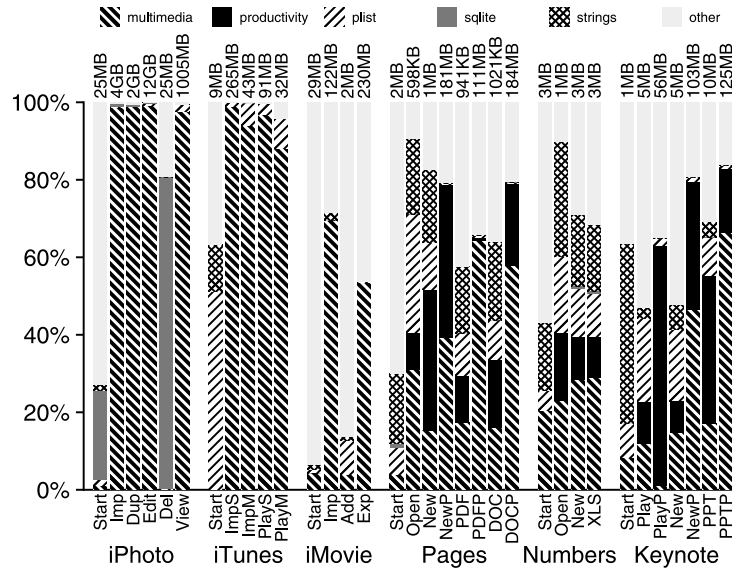 multimedia productivity plist sqlite strings other
25MB 4GB 2GB 12GB 25MB 1005MB 9MB 265MB 43MB 91MB 32MB 29MB 122MB 2MB 230MB 2MB 598KB 1MB 181MB 941KB 111MB 1021KB 184MB 3MB 1MB 3MB 3MB 1MB 5MB 56MB 5MB 103MB 10MB 125MB
100%
80%
60%
40%
20%
0%
Start Imp Dup Edit Del View Start ImpS ImpM PlayS PlayM Start Imp Add Exp Start Open New NewP PDF PDFP DOC DOCP Start Open New XLS Start Play PlayP New NewP PPT PPTP
iPhoto iTunes iMovie Pages Numbers Keynote